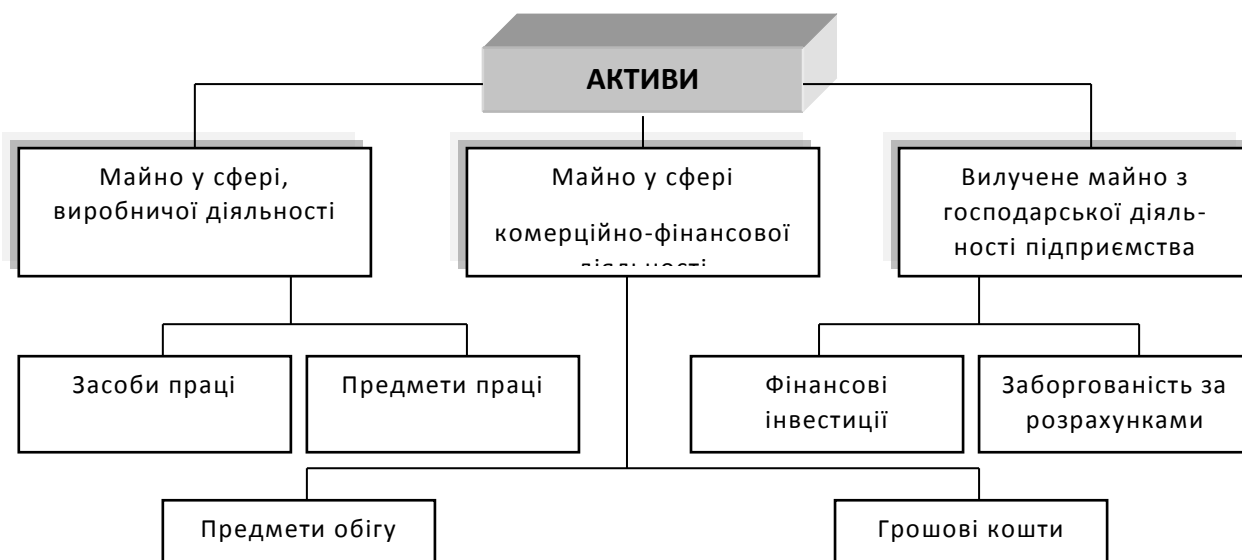 АКТИВИ
Майно у сфері,
виробничої діяльності
Майно у сфері
комерційно-фінансової
діяльності
Вилучене майно з
господарської діяль-
ності підприємства
Засоби праці
Предмети праці
Фінансові
інвестиції
Заборгованість за
розрахунками
Предмети обігу
Грошові кошти